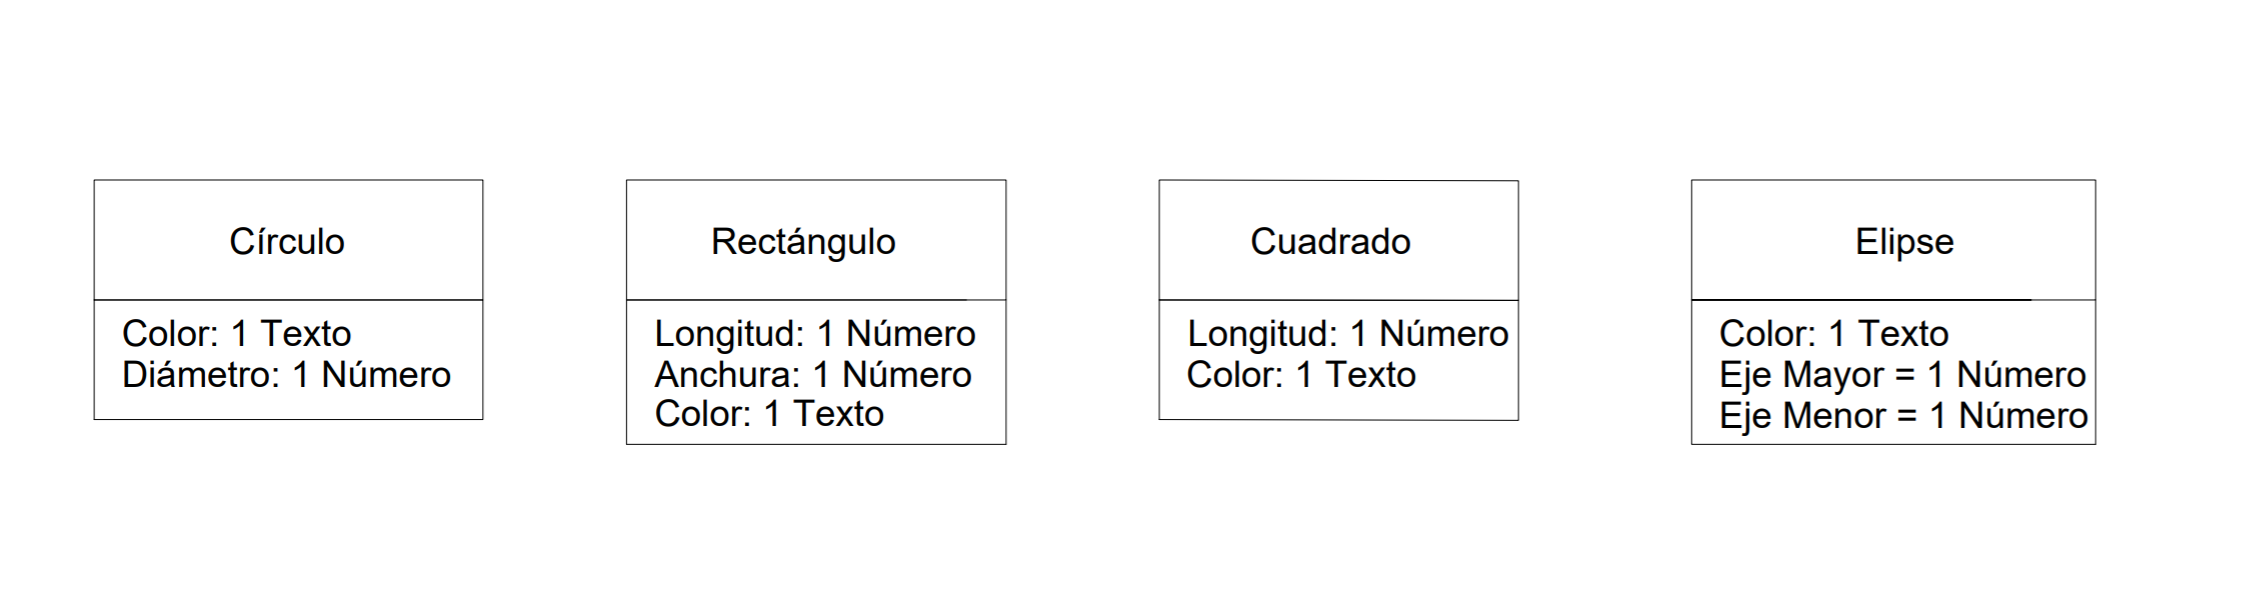 Círculo
Color: 1 Texto
Diámetro: 1 Número
Rectángulo
Longitud: 1 Número
Anchura: 1 Número
Color: 1 Texto
Cuadrado
Longitud: 1 Número
Color: 1 Texto
Elipse
Color: 1 Texto
Eje Mayor = 1 Número
Eje Menor = 1 Número